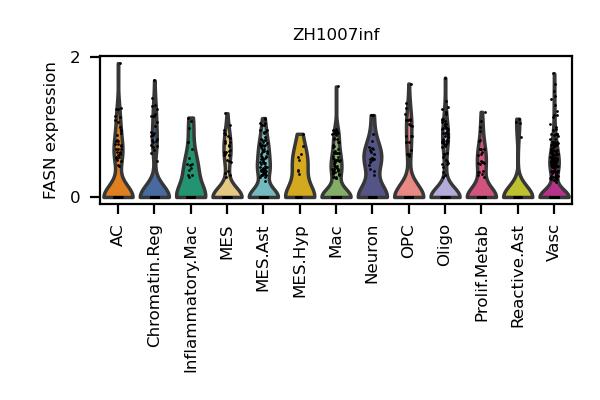 ZH1007inf
FASN expression
2
0
AC
Chromatin.Reg
Inflammatory.Mac
MES
MES.Ast
MES.Hyp
Mac
Neuron
OPC
Oligo
Prolif.Metab
Reactive.Ast
Vasc